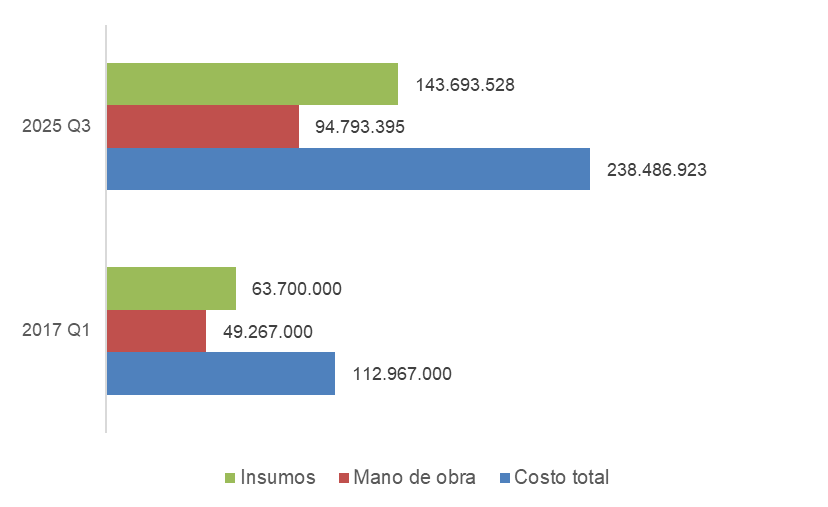 143.693.528
2025 Q3
94.793.395
238.486.923
63.700.000
2017 Q1
49.267.000
112.967.000
Insumos Mano de obra Costo total